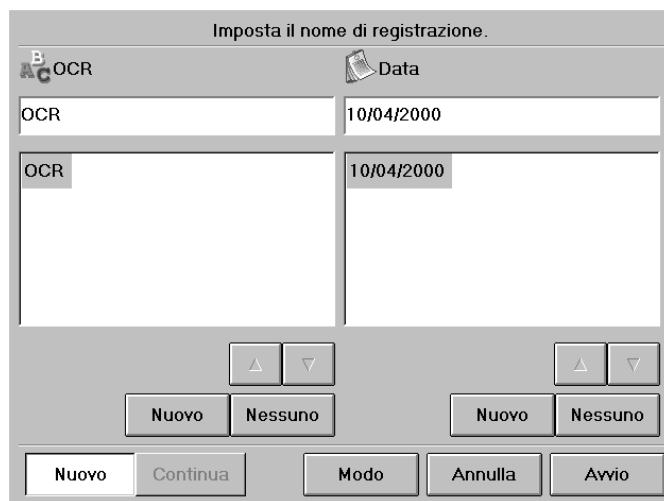 Imposta il nome di registrazione.
ABC OCR Data
OCR 10/04/2000
OCR 10/04/2000
Nuovo Nessuno Nuovo Nessuno
Nuovo Continua Modo Annulla Avvio